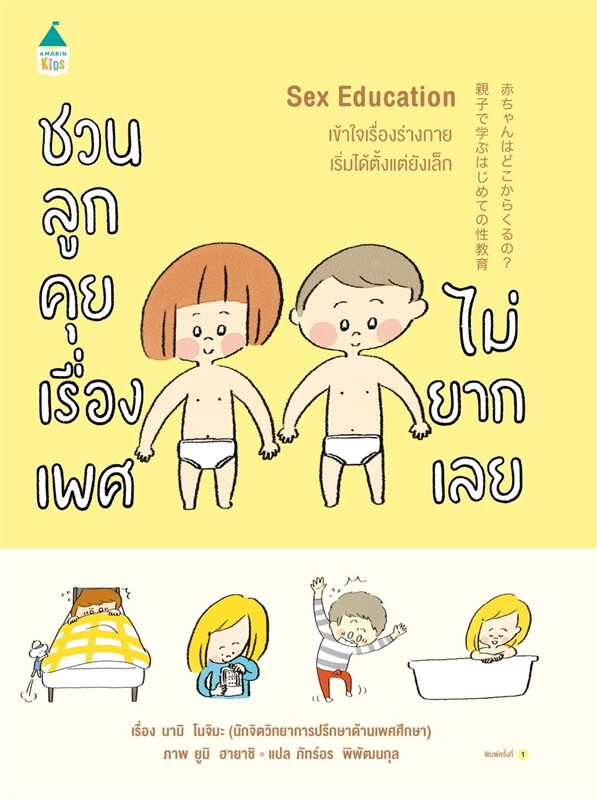 AMARIN
KIDS
Sex Education
เข้าใจเรื่องร่างกาย
เริ่มได้ตั้งแต่ยังเล็ก
赤ちゃんはどこからくるの？
親子で学ぶはじめての性教育
ชวน
ลูก
คุย
เรื่อง
เพศ
ไม่
ยาก
เลย
เรื่อง นามิ โนจิมะ (นักจิตวิทยาการปรึกษาด้านเพศศึกษา)
ภาพ ยูมิ ฮายาชิ • แปล ภัทร์อร พิพัฒนกุล
พิมพ์ครั้งที่ 1